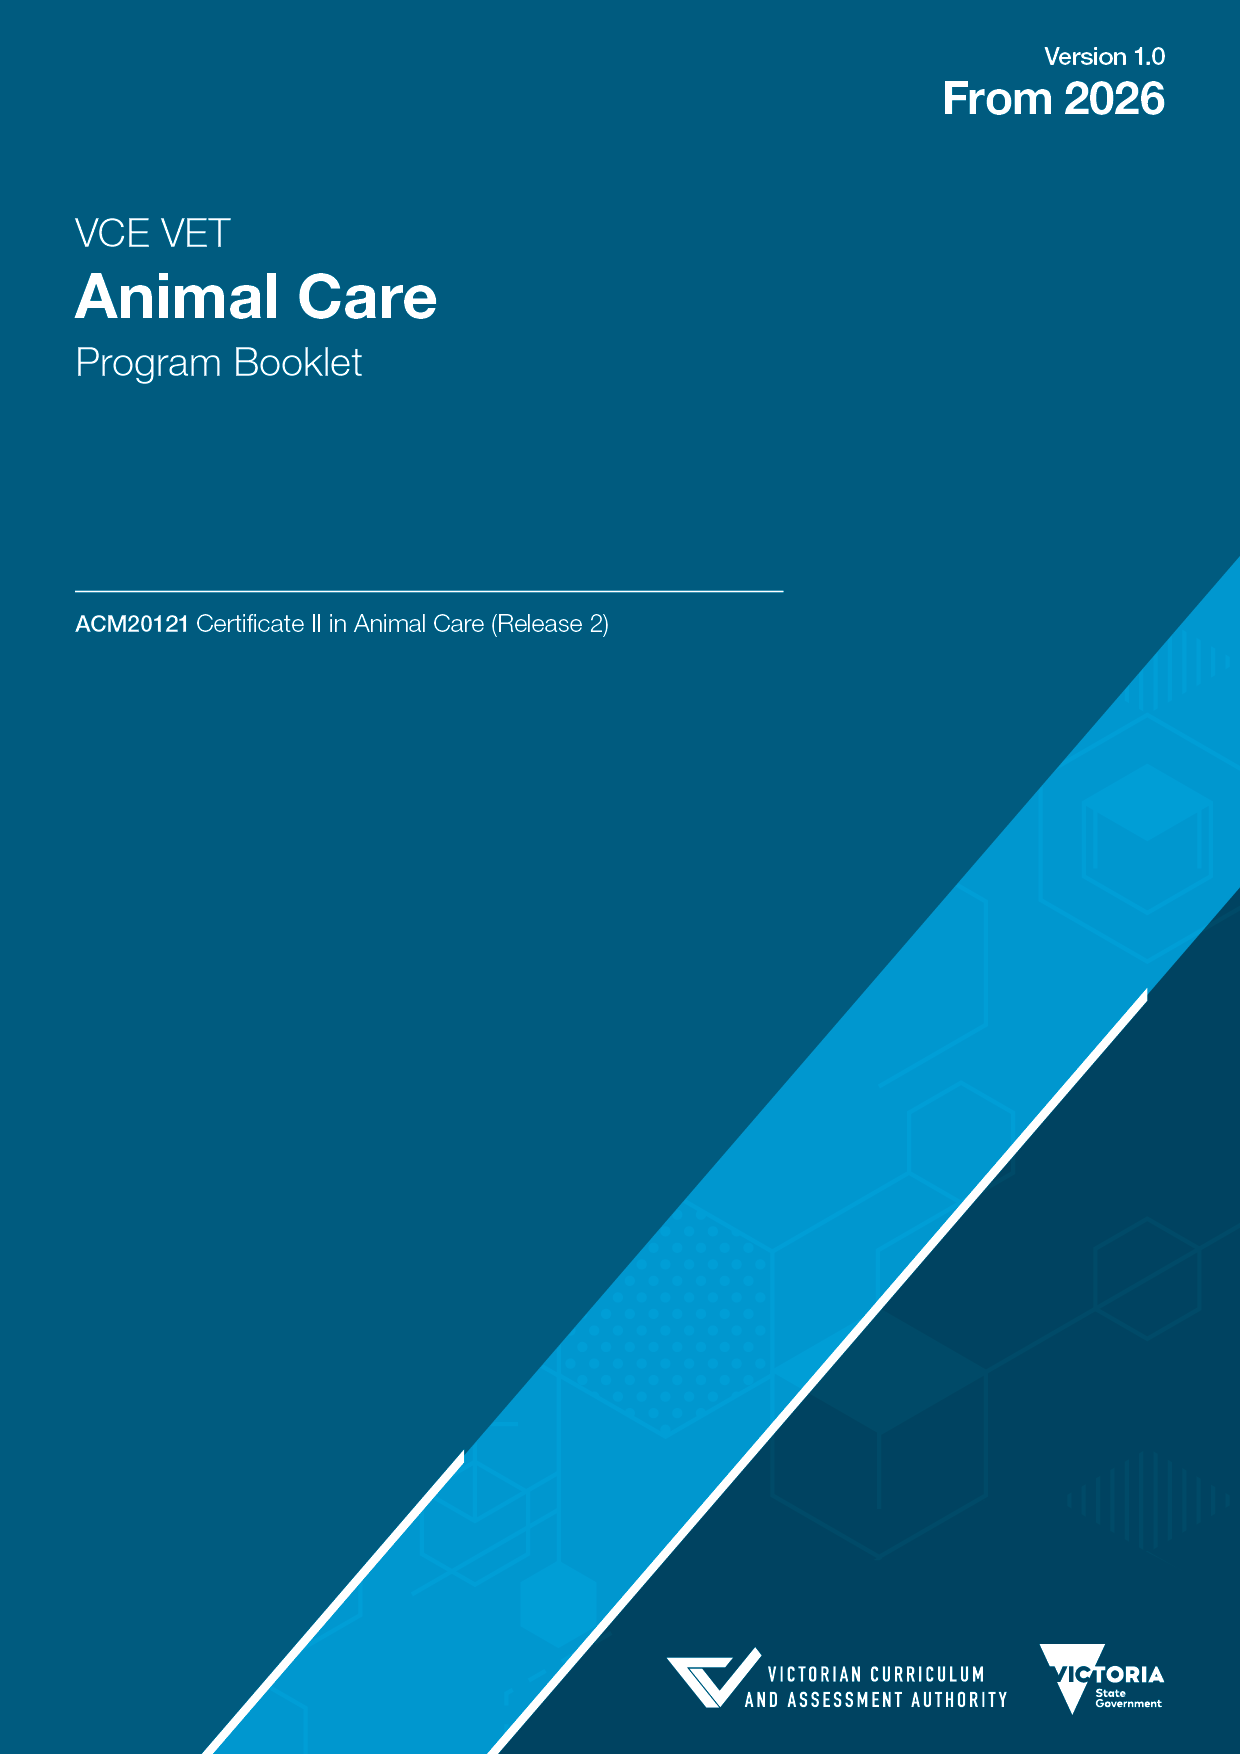 Version 1.0
From 2026
VCE VET
Animal Care
Program Booklet
ACM20121 Certificate II in Animal Care (Release 2)
VICTORIAN CURRICULUM
AND ASSESSMENT AUTHORITY
VICTORIA
State
Government